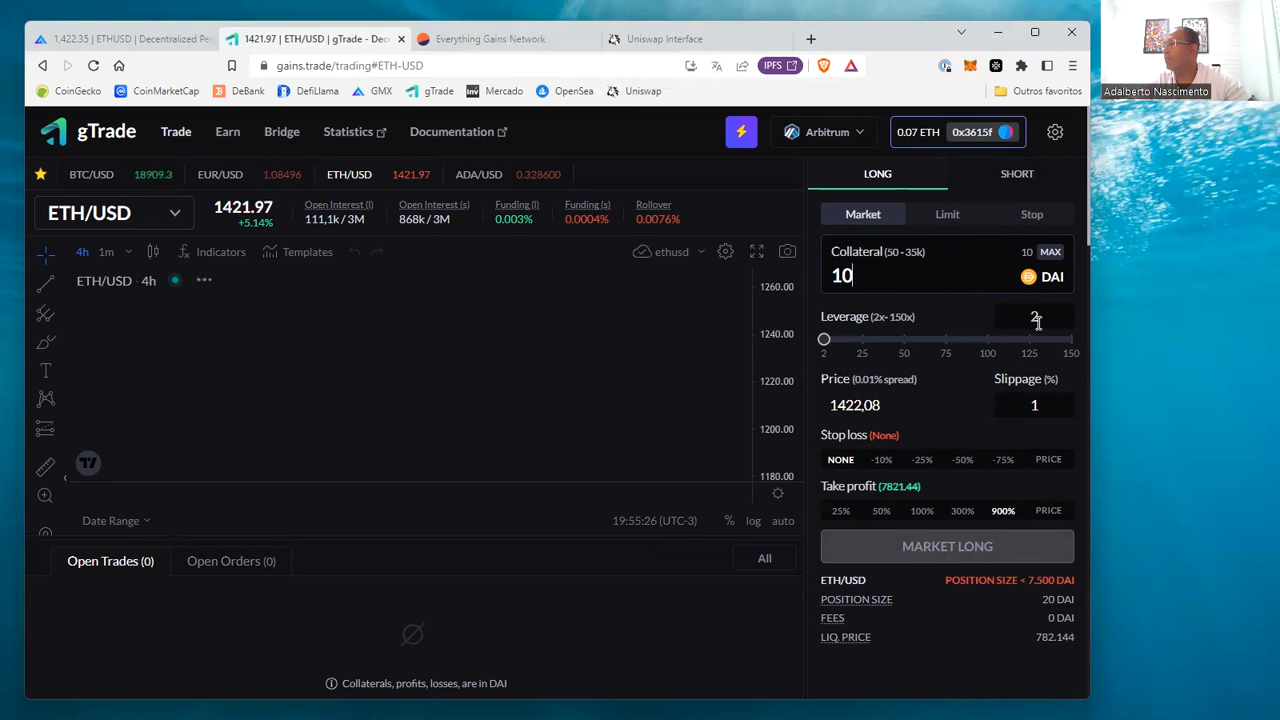 1,422.35 | ETHUSD | Decentralized Per
1421.97 | ETH/USD | gTrade - Dec
Everything Gains Network
Uniswap Interface
gains.trade/trading#ETH-USD
IPFS
CoinGecko
CoinMarketCap
DeBank
DefiLlama
GMX
gTrade
Mercado
OpenSea
Uniswap
Outros favoritos
Adalberto Nascimento
gTrade
Trade
Earn
Bridge
Statistics
Documentation
Arbitrum
0.07 ETH
0x3615f
BTC/USD 18909.3
EUR/USD 1.08496
ETH/USD 1421.97
ADA/USD 0.328600
ETH/USD
1421.97
+5.14%
Open Interest (l)
111,1k / 3M
Open Interest (s)
868k / 3M
Funding (l)
0.003%
Funding (s)
0.0004%
Rollover
0.0076%
4h
1m
Indicators
Templates
ethusd
ETH/USD · 4h
1260.00
1240.00
1220.00
1200.00
1180.00
Date Range
19:55:26 (UTC-3)
%
log
auto
Open Trades (0)
Open Orders (0)
All
Collaterals, profits, losses, are in DAI
LONG
SHORT
Market
Limit
Stop
Collateral (50 - 35k)
10 MAX
10
DAI
Leverage (2x- 150x)
2
2 25 50 75 100 125 150
Price (0.01% spread)
Slippage (%)
1422,08
1
Stop loss (None)
NONE -10% -25% -50% -75% PRICE
Take profit (7821.44)
25% 50% 100% 300% 900% PRICE
MARKET LONG
ETH/USD
POSITION SIZE < 7.500 DAI
POSITION SIZE
20 DAI
FEES
0 DAI
LIQ. PRICE
782.144